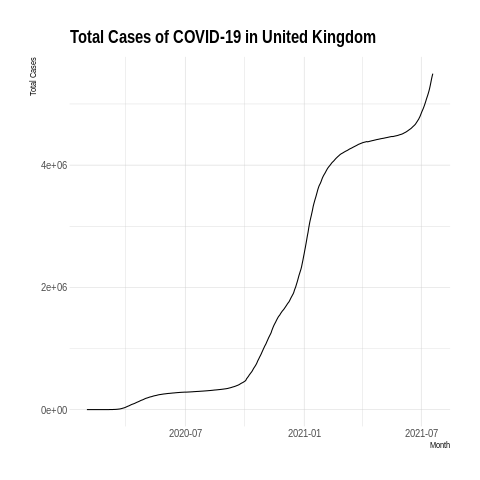 Total Cases of COVID-19 in United Kingdom
Total Cases
4e+06
2e+06
0e+00
2020-07
2021-01
2021-07
Month